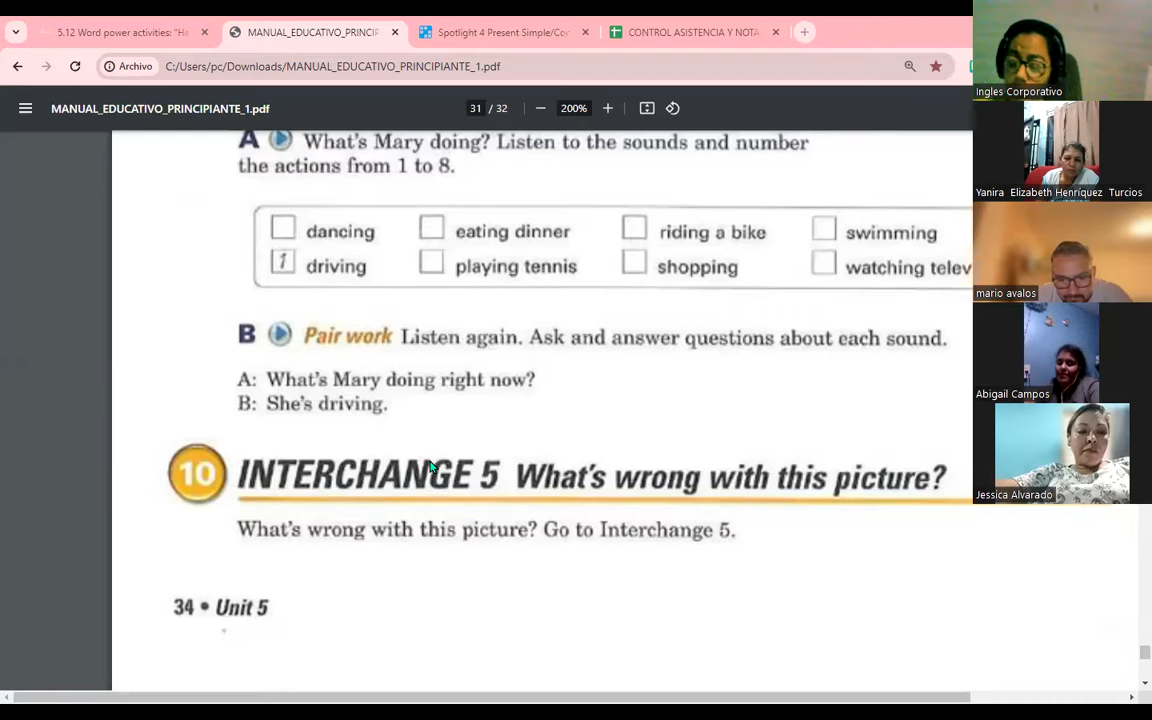 5.12 Word power activities: "He
MANUAL_EDUCATIVO_PRINCIP
Spotlight 4 Present Simple/Cor
CONTROL ASISTENCIA Y NOTA
Archivo
C:/Users/pc/Downloads/MANUAL_EDUCATIVO_PRINCIPIANTE_1.pdf
MANUAL_EDUCATIVO_PRINCIPIANTE_1.pdf
31 / 32
200%
A What's Mary doing? Listen to the sounds and number
the actions from 1 to 8.
dancing eating dinner riding a bike swimming
1 driving playing tennis shopping watching telev
B Pair work Listen again. Ask and answer questions about each sound.
A: What's Mary doing right now?
B: She's driving.
10 INTERCHANGE 5 What's wrong with this picture?
What's wrong with this picture? Go to Interchange 5.
34 • Unit 5
Ingles Corporativo
Yanira Elizabeth Henríquez Turcios
mario avalos
Abigail Campos
Jessica Alvarado